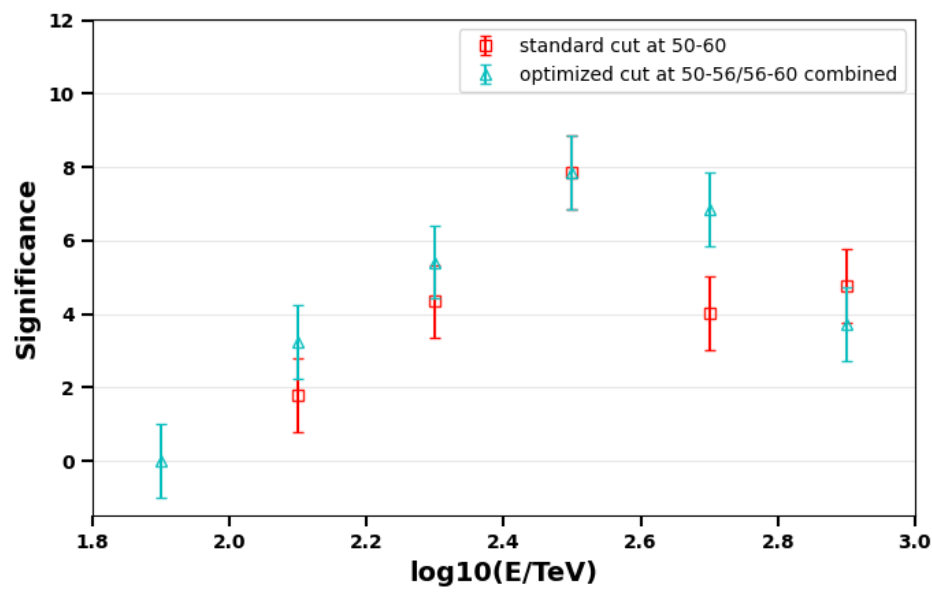 12
10
8
6
4
2
0
Significance
standard cut at 50-60
optimized cut at 50-56/56-60 combined
1.8 2.0 2.2 2.4 2.6 2.8 3.0
log10(E/TeV)